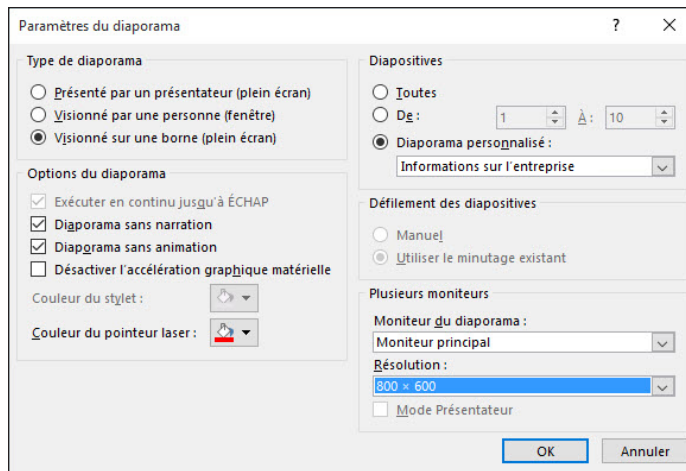 Paramètres du diaporama
?
Type de diaporama
Présenté par un présentateur (plein écran)
Visionné par une personne (fenêtre)
Visionné sur une borne (plein écran)
Options du diaporama
Exécuter en continu jusqu'à ÉCHAP
Diaporama sans narration
Diaporama sans animation
Désactiver l'accélération graphique matérielle
Couleur du stylet :
Couleur du pointeur laser :
Diapositives
Toutes
De : 1 À : 10
Diaporama personnalisé :
Informations sur l'entreprise
Défilement des diapositives
Manuel
Utiliser le minutage existant
Plusieurs moniteurs
Moniteur du diaporama :
Moniteur principal
Résolution :
800 × 600
Mode Présentateur
OK Annuler